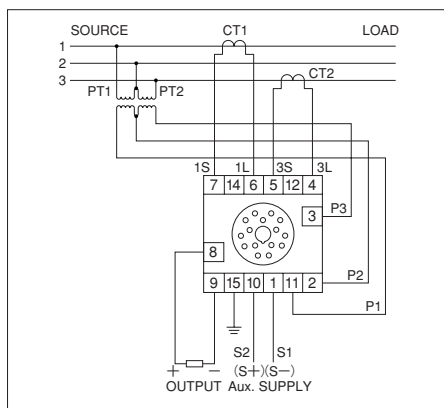 SOURCE CT1 LOAD
1
2
3
CT2
PT1 PT2
1S 1L 3S 3L
7 14 6 5 12 4
3 P3
8
9 15 10 1 11 2
P2
P1
S2 S1
+ − (S+)(S−)
OUTPUT Aux. SUPPLY